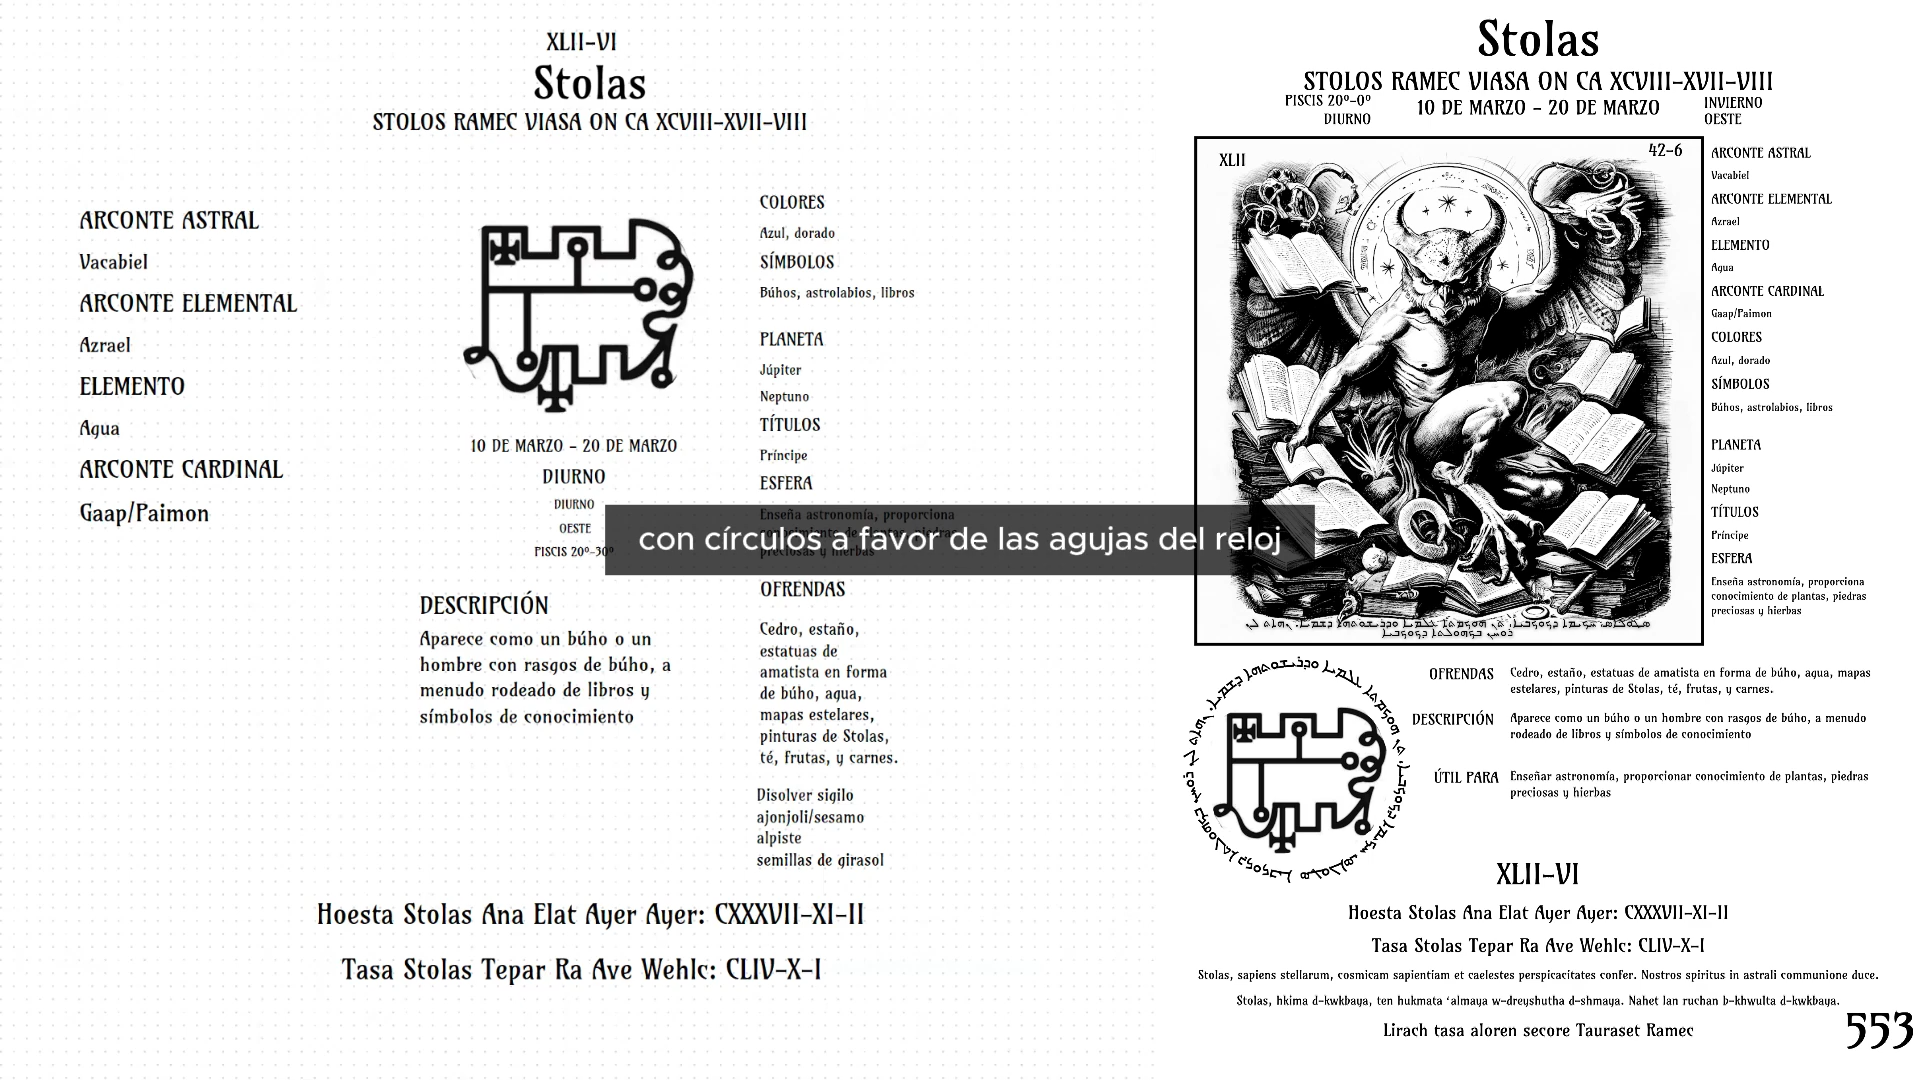 XLII-VI
Stolas
STOLOS RAMEC VIASA ON CA XCVIII-XVII-VIII
ARCONTE ASTRAL
Vacabiel
ARCONTE ELEMENTAL
Azrael
ELEMENTO
Agua
ARCONTE CARDINAL
Gaap/Paimon
10 DE MARZO - 20 DE MARZO
DIURNO
DIURNO
OESTE
PISCIS 20º-30º
DESCRIPCIÓN
Aparece como un búho o un
hombre con rasgos de búho, a
menudo rodeado de libros y
símbolos de conocimiento
COLORES
Azul, dorado
SÍMBOLOS
Búhos, astrolabios, libros
PLANETA
Júpiter
Neptuno
TÍTULOS
Príncipe
ESFERA
Enseña astronomía, proporciona
conocimiento de plantas, piedras
preciosas y hierbas
con círculos a favor de las agujas del reloj
OFRENDAS
Cedro, estaño,
estatuas de
amatista en forma
de búho, agua,
mapas estelares,
pinturas de Stolas,
té, frutas, y carnes.
Disolver sigilo
ajonjoli/sesamo
alpiste
semillas de girasol
Hoesta Stolas Ana Elat Ayer Ayer: CXXXVII-XI-II
Tasa Stolas Tepar Ra Ave Wehlc: CLIV-X-I
Stolas
STOLOS RAMEC VIASA ON CA XCVIII-XVII-VIII
PISCIS 20º-0º
DIURNO
10 DE MARZO - 20 DE MARZO
INVIERNO
OESTE
XLII
42-6
ARCONTE ASTRAL
Vacabiel
ARCONTE ELEMENTAL
Azrael
ELEMENTO
Agua
ARCONTE CARDINAL
Gaap/Paimon
COLORES
Azul, dorado
SÍMBOLOS
Búhos, astrolabios, libros
PLANETA
Júpiter
Neptuno
TÍTULOS
Príncipe
ESFERA
Enseña astronomía, proporciona
conocimiento de plantas, piedras
preciosas y hierbas
OFRENDAS
Cedro, estaño, estatuas de amatista en forma de búho, agua, mapas
estelares, pinturas de Stolas, té, frutas, y carnes.
DESCRIPCIÓN
Aparece como un búho o un hombre con rasgos de búho, a menudo
rodeado de libros y símbolos de conocimiento
ÚTIL PARA
Enseñar astronomía, proporcionar conocimiento de plantas, piedras
preciosas y hierbas
XLII-VI
Hoesta Stolas Ana Elat Ayer Ayer: CXXXVII-XI-II
Tasa Stolas Tepar Ra Ave Wehlc: CLIV-X-I
Stolas, sapiens stellarum, cosmicam sapientiam et caelestes perspicacitates confer. Nostros spiritus in astrali communione duce.
Stolas, hkima d-kwkbaya, ten hukmata ‘almaya w-dreyshutha d-shmaya. Nahet lan ruchan b-khwulta d-kwkbaya.
Lirach tasa aloren secore Tauraset Ramec
553